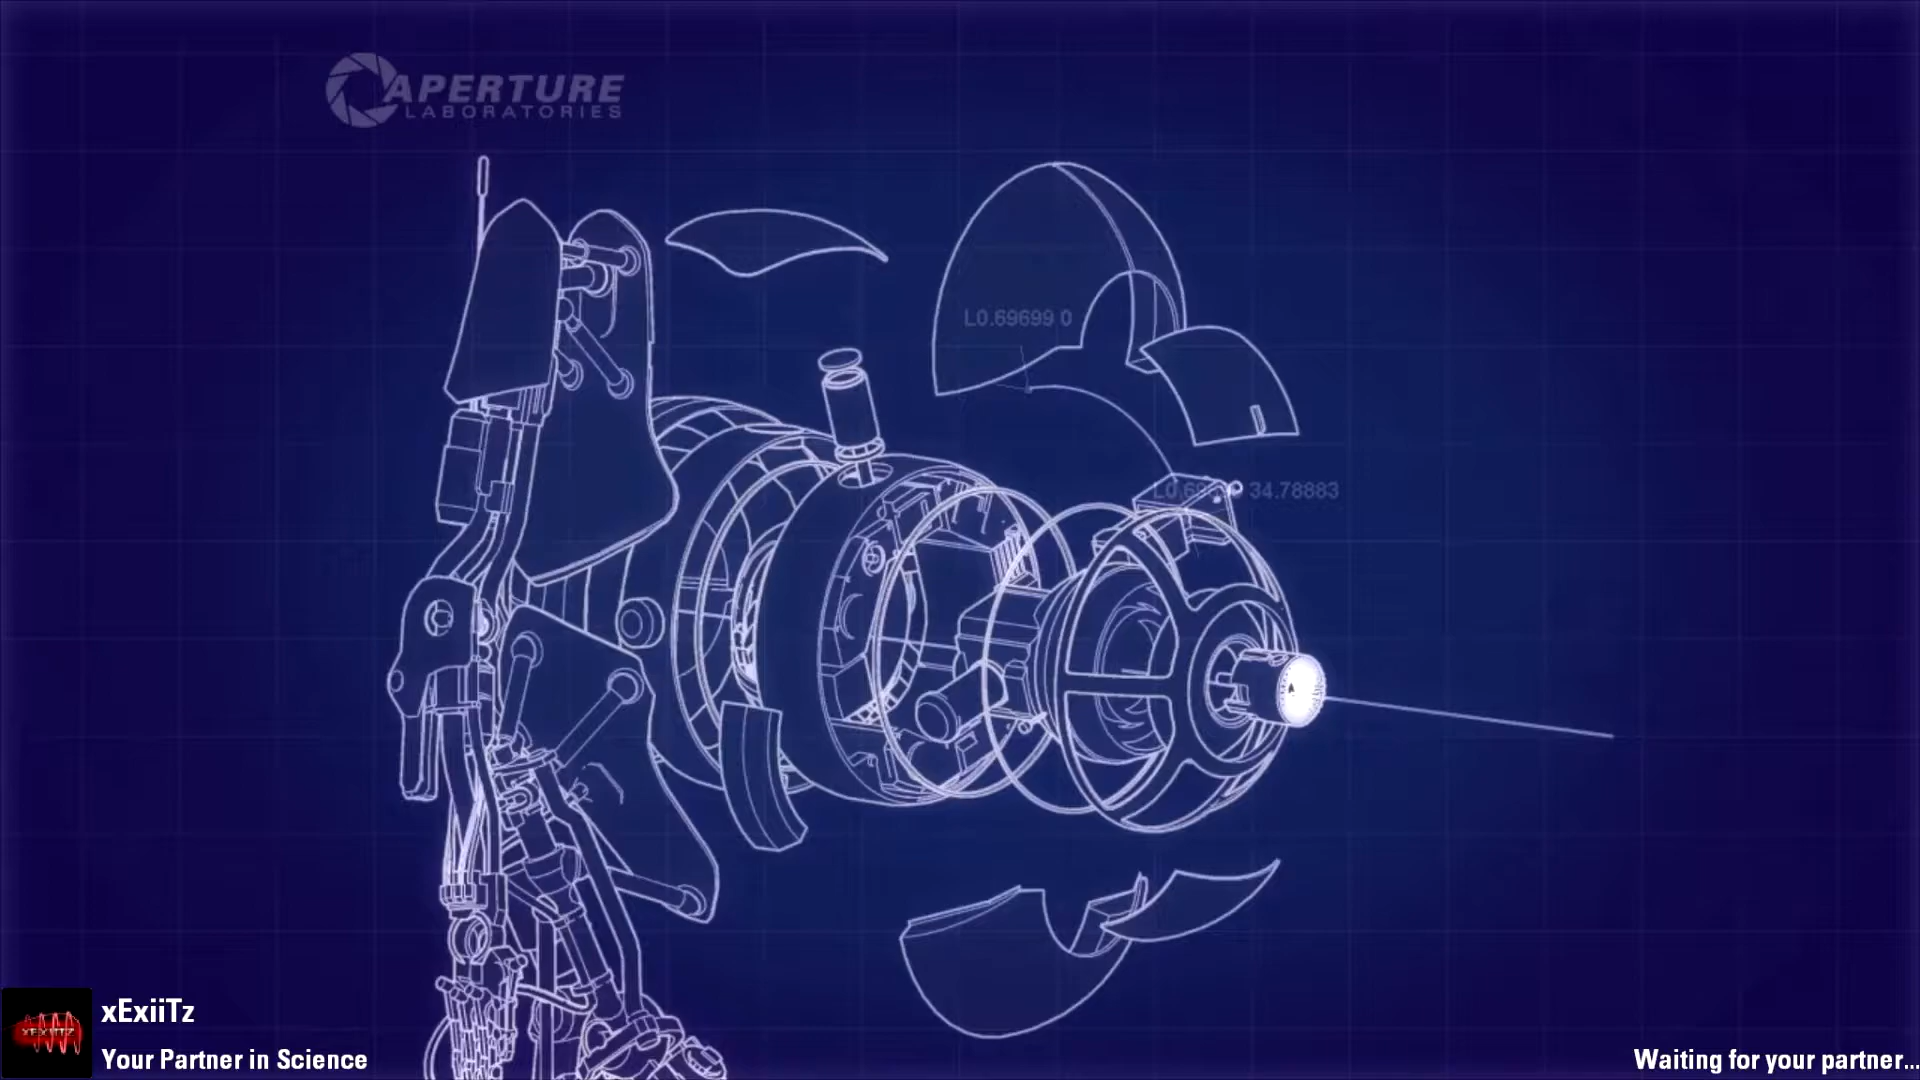 APERTURE
LABORATORIES
L0.69699 0
34.78883
xExiiTz
Your Partner in Science
Waiting for your partner...